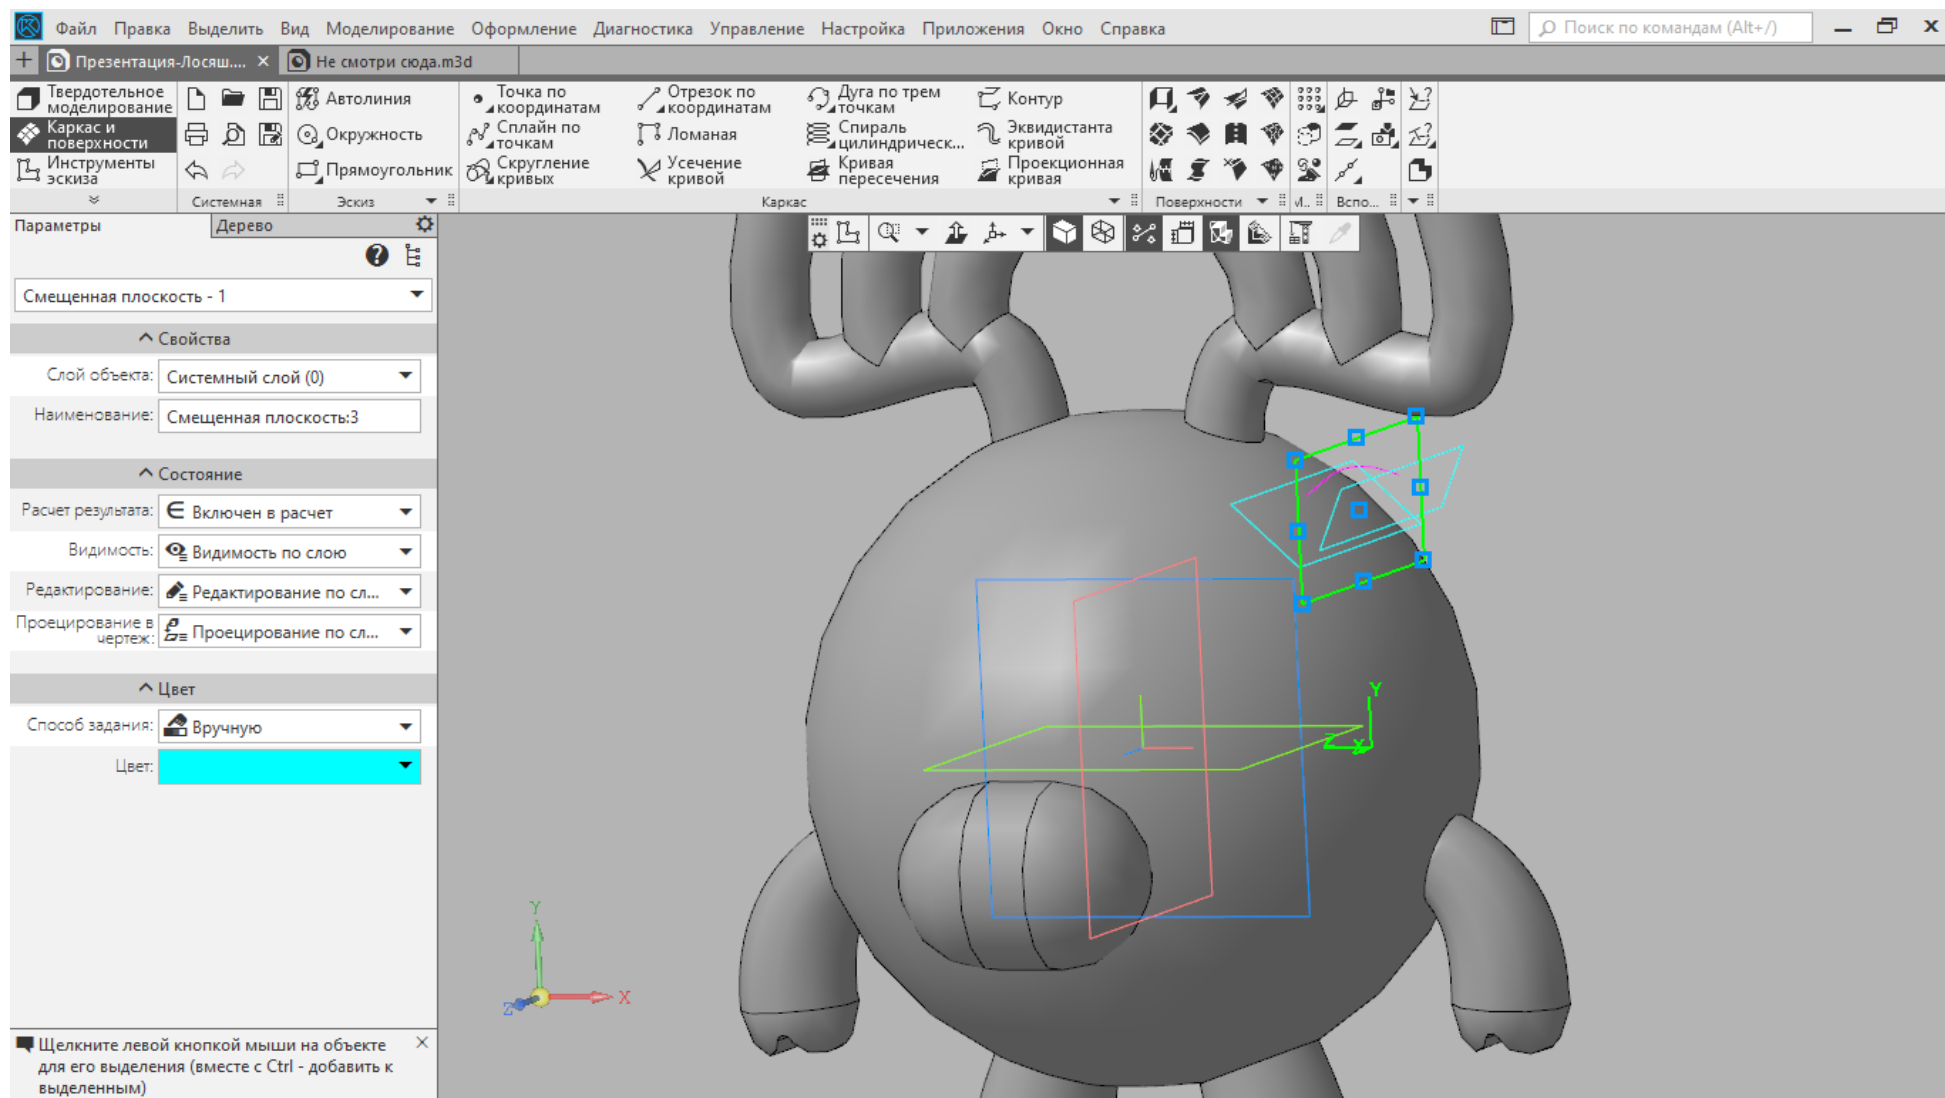 Файл Правка Выделить Вид Моделирование Оформление Диагностика Управление Настройка Приложения Окно Справка
Поиск по командам (Alt+/)
Презентация-Лосяш....
Не смотри сюда.m3d
Твердотельное моделирование
Каркас и поверхности
Инструменты эскиза
Системная
Автолиния
Окружность
Прямоугольник
Эскиз
Точка по координатам
Сплайн по точкам
Скругление кривых
Отрезок по координатам
Ломаная
Усечение кривой
Дуга по трем точкам
Спираль цилиндрическ...
Кривая пересечения
Контур
Эквидистанта кривой
Проекционная кривая
Каркас
Поверхности
И..
Вспо...
Параметры
Дерево
Смещенная плоскость - 1
Свойства
Слой объекта: Системный слой (0)
Наименование: Смещенная плоскость:3
Состояние
Расчет результата: Включен в расчет
Видимость: Видимость по слою
Редактирование: Редактирование по сл...
Проецирование в чертеж: Проецирование по сл...
Цвет
Способ задания: Вручную
Цвет:
Щелкните левой кнопкой мыши на объекте
для его выделения (вместе с Ctrl - добавить к
выделенным)
Y
Z X
Y
X
Z